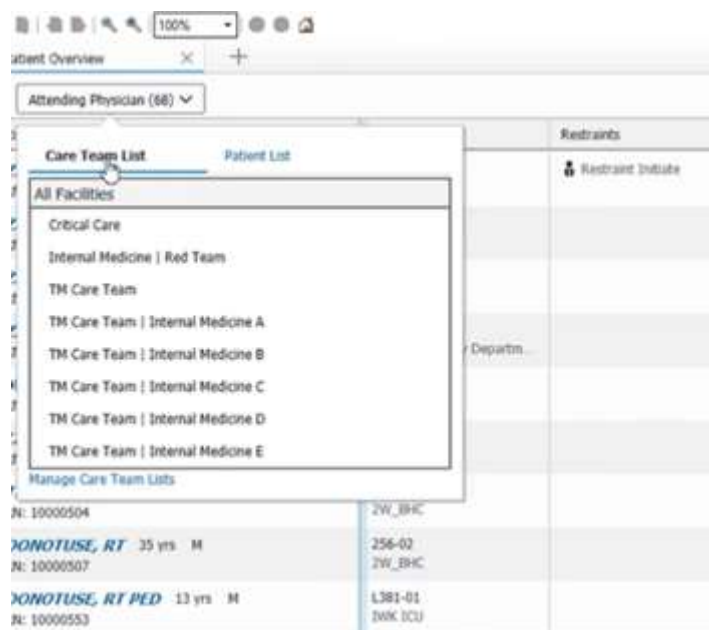 100%
atient Overview
Attending Physician (68)
Restraints
Care Team List
Patient List
Restraint Initiate
All Facilities
Critical Care
Internal Medicine | Red Team
TM Care Team
TM Care Team | Internal Medicine A
TM Care Team | Internal Medicine B
Departm...
TM Care Team | Internal Medicine C
TM Care Team | Internal Medicine D
TM Care Team | Internal Medicine E
Manage Care Team Lists
N: 10000504
2W_BHC
DONOTUSE, RT 35 yrs M
256-02
N: 10000507
2W_BHC
DONOTUSE, RT PED 13 yrs M
L381-01
N: 10000553
IWK ICU